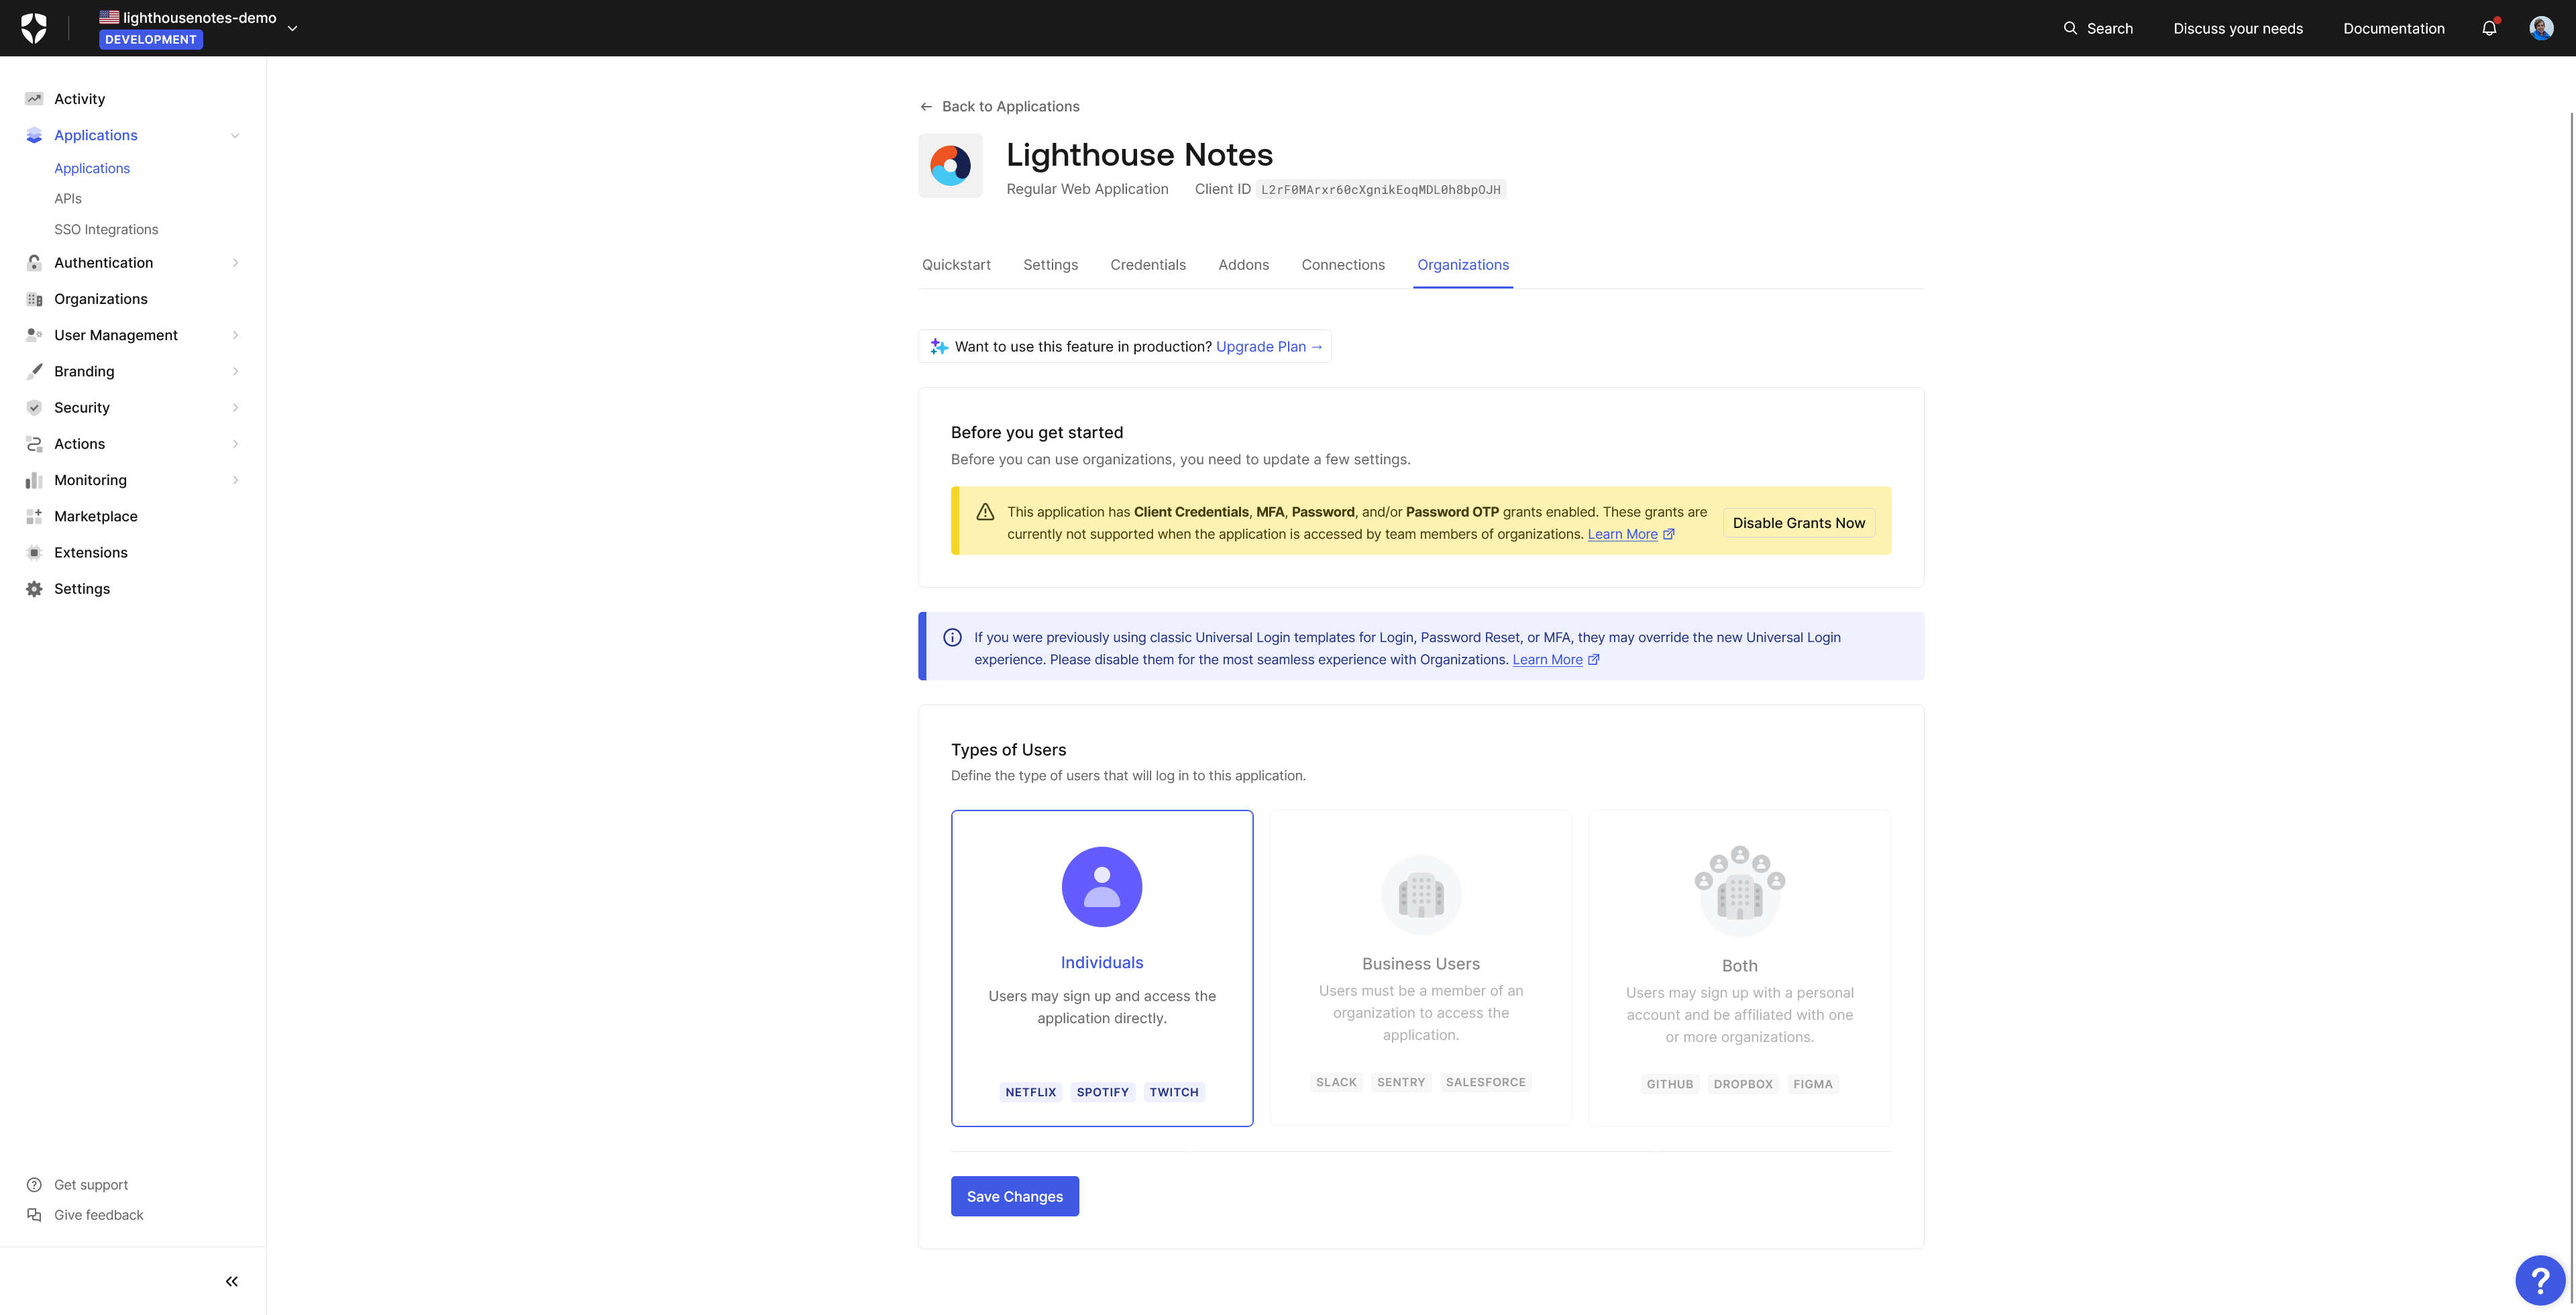 lighthousenotes-demo
DEVELOPMENT
Search
Discuss your needs
Documentation
Activity
Applications
Applications
APIs
SSO Integrations
Authentication
Organizations
User Management
Branding
Security
Actions
Monitoring
Marketplace
Extensions
Settings
Get support
Give feedback
Back to Applications
Lighthouse Notes
Regular Web Application Client ID L2rF0MArxr60cXgnikEoqMDL0h8bpOJH
Quickstart Settings Credentials Addons Connections Organizations
Want to use this feature in production? Upgrade Plan →
Before you get started
Before you can use organizations, you need to update a few settings.
This application has Client Credentials, MFA, Password, and/or Password OTP grants enabled. These grants are
currently not supported when the application is accessed by team members of organizations. Learn More
Disable Grants Now
If you were previously using classic Universal Login templates for Login, Password Reset, or MFA, they may override the new Universal Login
experience. Please disable them for the most seamless experience with Organizations. Learn More
Types of Users
Define the type of users that will log in to this application.
Individuals
Users may sign up and access the
application directly.
NETFLIX SPOTIFY TWITCH
Business Users
Users must be a member of an
organization to access the
application.
SLACK SENTRY SALESFORCE
Both
Users may sign up with a personal
account and be affiliated with one
or more organizations.
GITHUB DROPBOX FIGMA
Save Changes
?